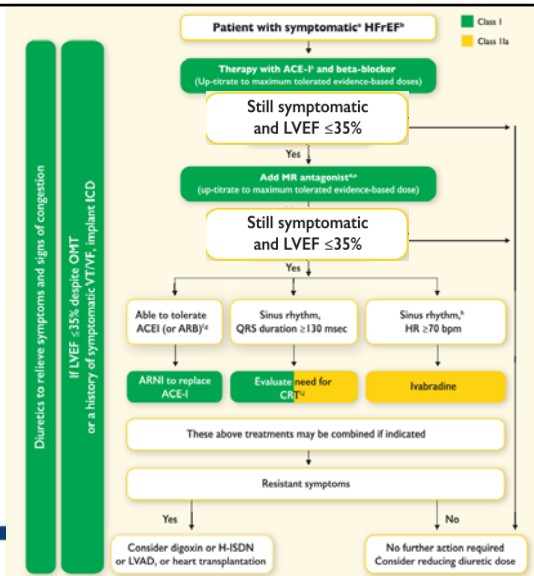 Patient with symptomaticᵃ HFrEFᵇ
Class I
Class IIa
Therapy with ACE-Iᶜ and beta-blocker
(Up-titrate to maximum tolerated evidence-based doses)
Still symptomatic
and LVEF ≤35%
Yes
Add MR antagonistᵈ,ᵉ
(up-titrate to maximum tolerated evidence-based dose)
Still symptomatic
and LVEF ≤35%
Yes
Able to tolerate
ACEI (or ARB)ᶠ,ᵍ
Sinus rhythm,
QRS duration ≥130 msec
Sinus rhythm,ʰ
HR ≥70 bpm
ARNI to replace
ACE-I
Evaluate need for
CRTⁱ,ʲ
Ivabradine
These above treatments may be combined if indicated
Resistant symptoms
Yes
No
Consider digoxin or H-ISDN
or LVAD, or heart transplantation
No further action required
Consider reducing diuretic dose
Diuretics to relieve symptoms and signs of congestion
If LVEF ≤35% despite OMT
or a history of symptomatic VT/VF, implant ICD